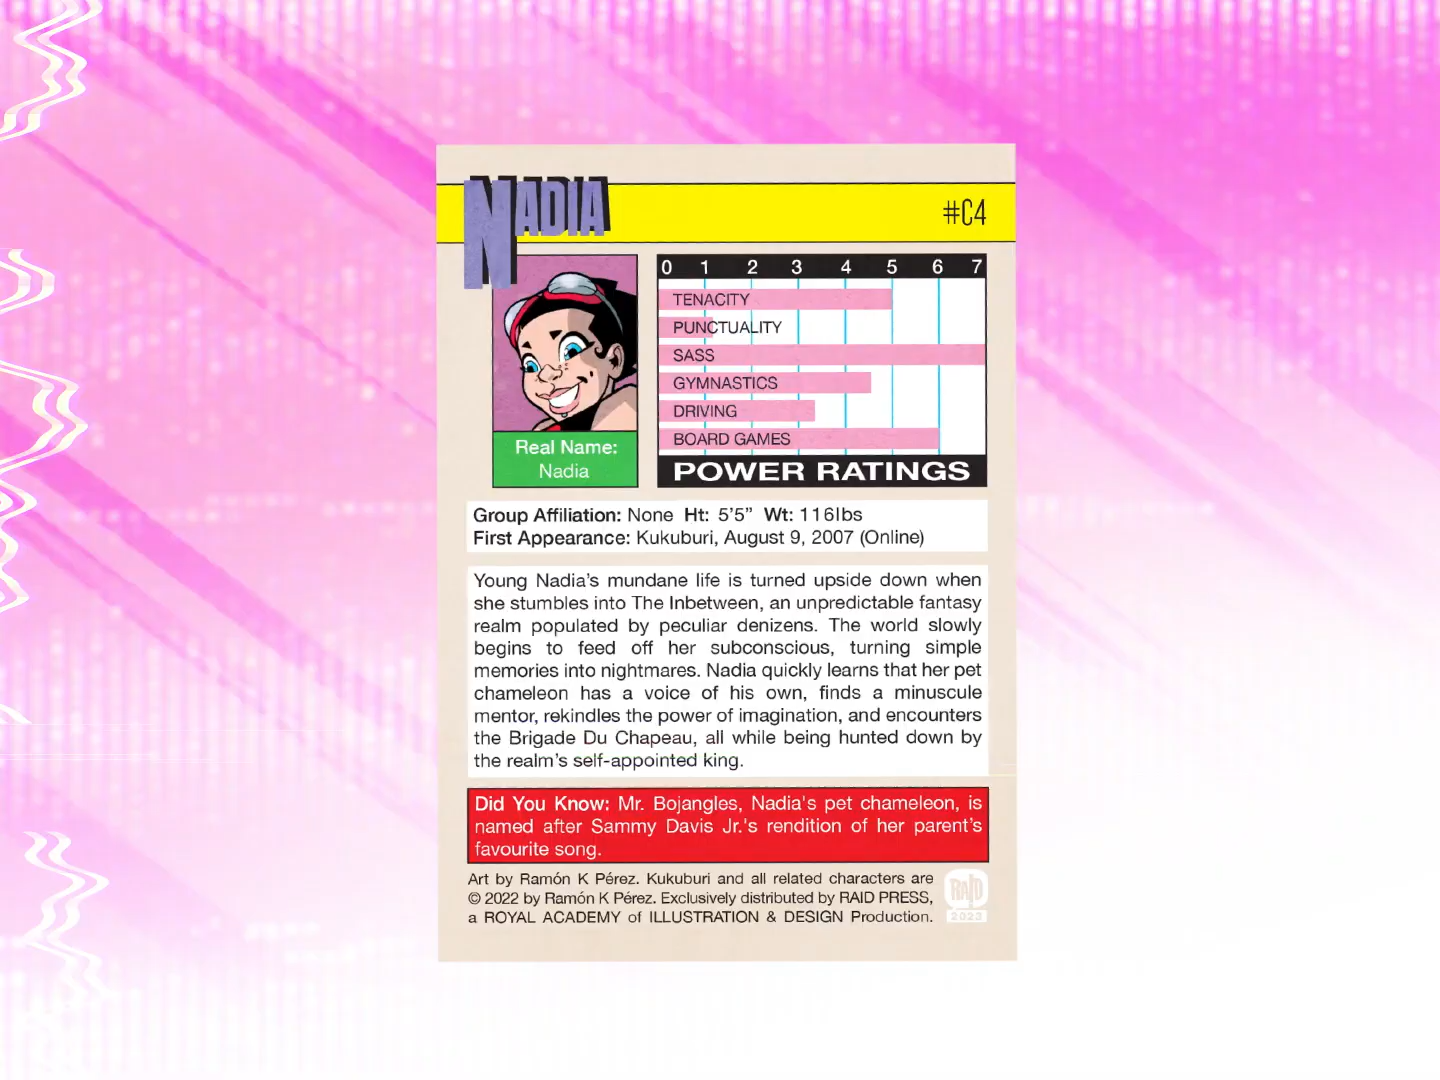 NADIA
#C4
0 1 2 3 4 5 6 7
TENACITY
PUNCTUALITY
SASS
GYMNASTICS
DRIVING
BOARD GAMES
POWER RATINGS
Real Name:
Nadia
Group Affiliation: None Ht: 5'5” Wt: 116lbs
First Appearance: Kukuburi, August 9, 2007 (Online)
Young Nadia's mundane life is turned upside down when
she stumbles into The Inbetween, an unpredictable fantasy
realm populated by peculiar denizens. The world slowly
begins to feed off her subconscious, turning simple
memories into nightmares. Nadia quickly learns that her pet
chameleon has a voice of his own, finds a minuscule
mentor, rekindles the power of imagination, and encounters
the Brigade Du Chapeau, all while being hunted down by
the realm's self-appointed king.
Did You Know: Mr. Bojangles, Nadia's pet chameleon, is
named after Sammy Davis Jr.'s rendition of her parent's
favourite song.
Art by Ramón K Pérez. Kukuburi and all related characters are
© 2022 by Ramón K Pérez. Exclusively distributed by RAID PRESS,
a ROYAL ACADEMY of ILLUSTRATION & DESIGN Production.
RAID
2023